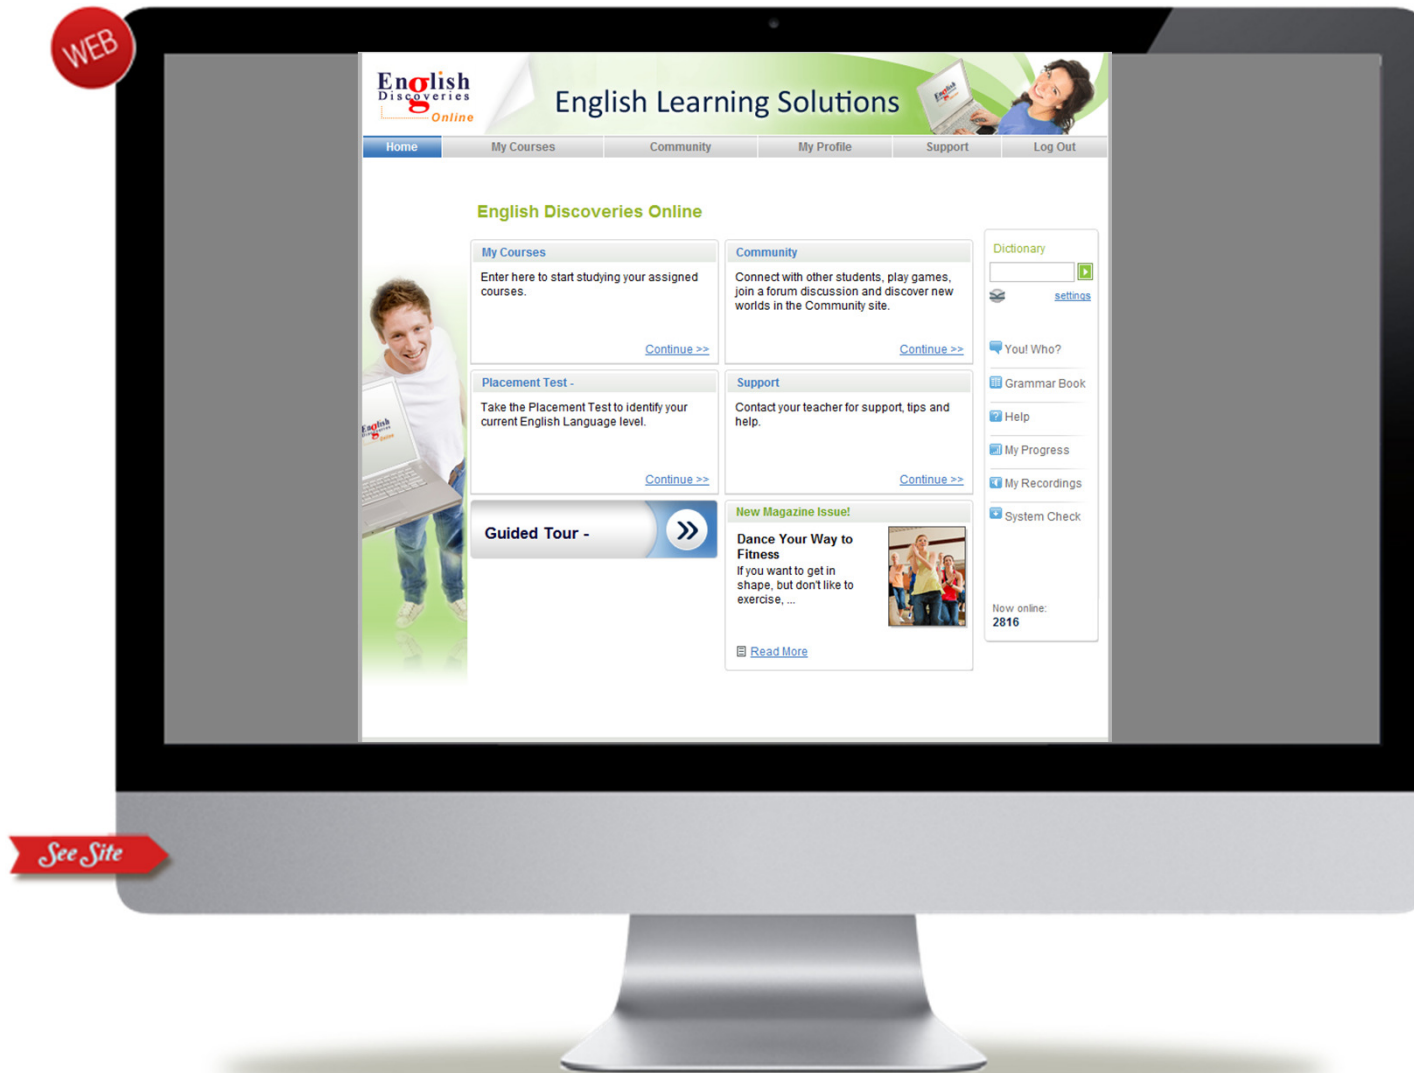 WEB
English
Discoveries
Online
English Learning Solutions
English
Home
My Courses
Community
My Profile
Support
Log Out
English Discoveries Online
My Courses
Enter here to start studying your assigned
courses.
Continue >>
Community
Connect with other students, play games,
join a forum discussion and discover new
worlds in the Community site.
Continue >>
Placement Test -
Take the Placement Test to identify your
current English Language level.
Continue >>
Support
Contact your teacher for support, tips and
help.
Continue >>
Guided Tour -
New Magazine Issue!
Dance Your Way to
Fitness
If you want to get in
shape, but don't like to
exercise, ...
Read More
Dictionary
settings
You! Who?
Grammar Book
Help
My Progress
My Recordings
System Check
Now online:
2816
English
Discoveries
Online
See Site